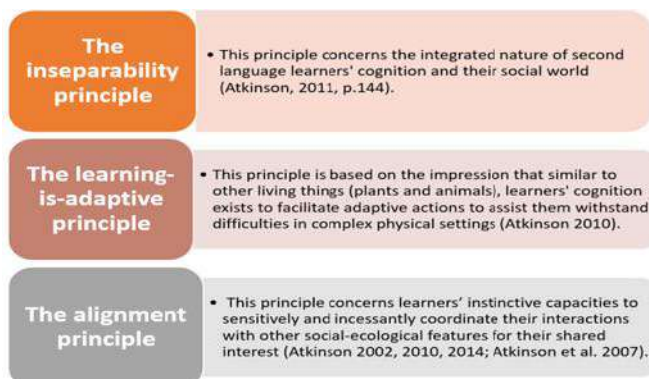 The
inseparability
principle
• This principle concerns the integrated nature of second
language learners' cognition and their social world
(Atkinson, 2011, p.144).
The learning-
is-adaptive
principle
• This principle is based on the impression that similar to
other living things (plants and animals), learners' cognition
exists to facilitate adaptive actions to assist them withstand
difficulties in complex physical settings (Atkinson 2010).
The alignment
principle
• This principle concerns learners’ instinctive capacities to
sensitively and incessantly coordinate their interactions
with other social-ecological features for their shared
interest (Atkinson 2002, 2010, 2014; Atkinson et al. 2007).